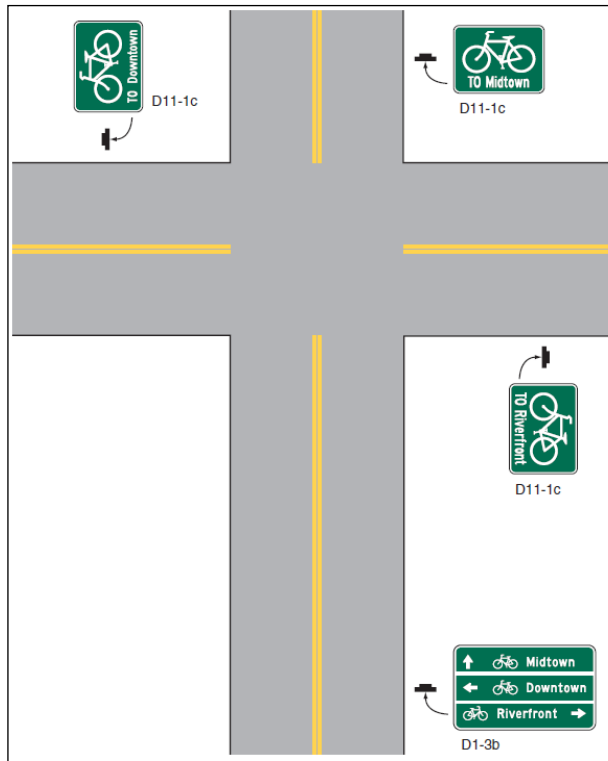 TO Downtown
D11-1c
TO Midtown
D11-1c
TO Riverfront
D11-1c
Midtown
Downtown
Riverfront
D1-3b